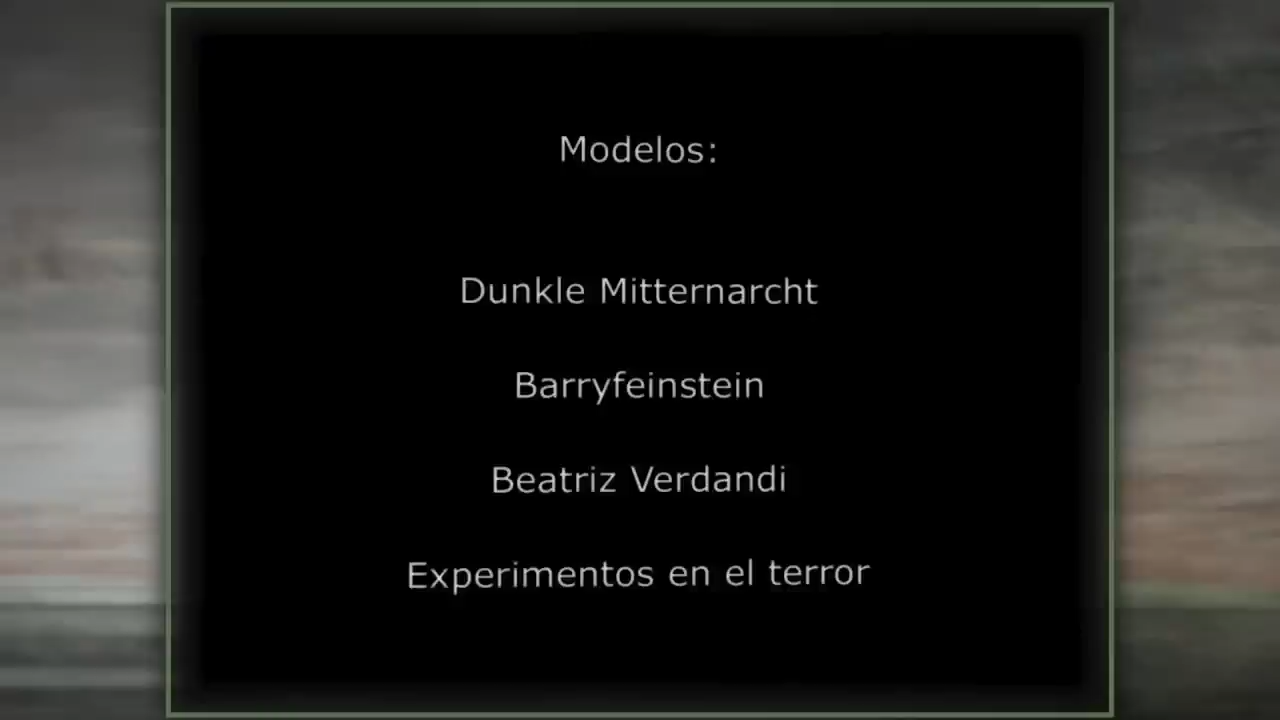 Modelos:
Dunkle Mitternarcht
Barryfeinstein
Beatriz Verdandi
Experimentos en el terror